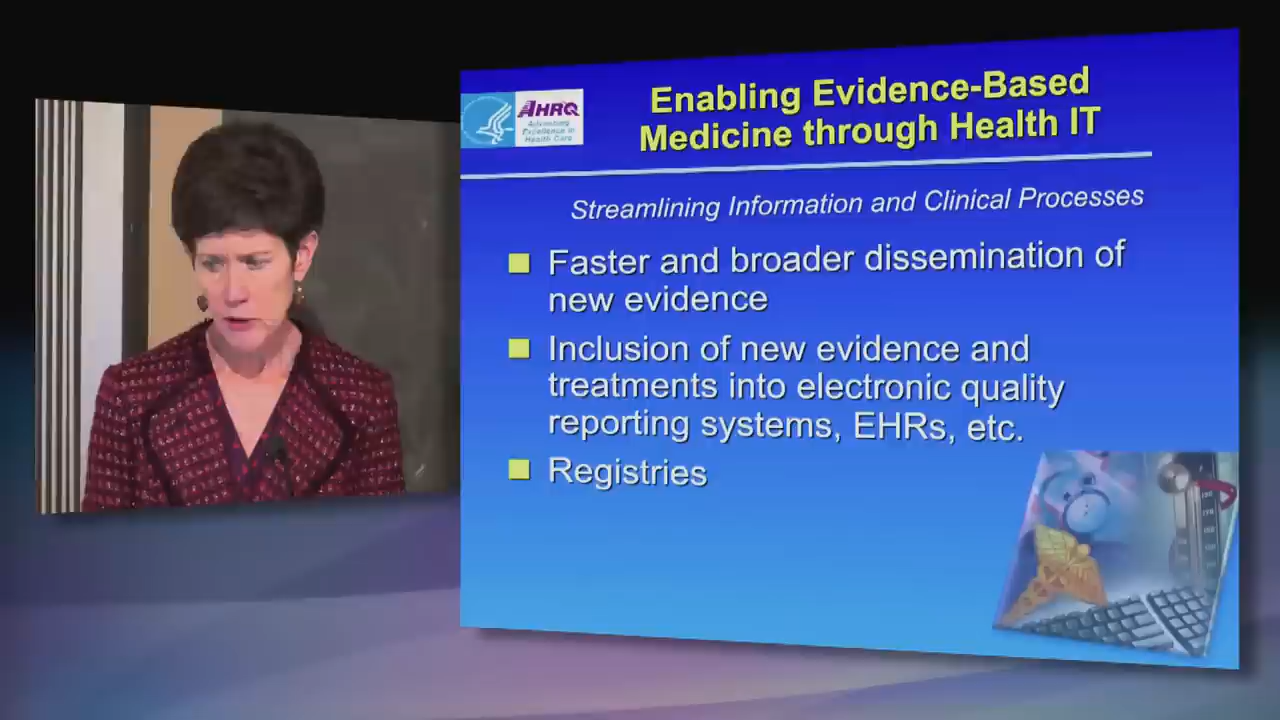 AHRQ
Advancing
Excellence in
Health Care
Enabling Evidence-Based
Medicine through Health IT
Streamlining Information and Clinical Processes
Faster and broader dissemination of
new evidence
Inclusion of new evidence and
treatments into electronic quality
reporting systems, EHRs, etc.
Registries